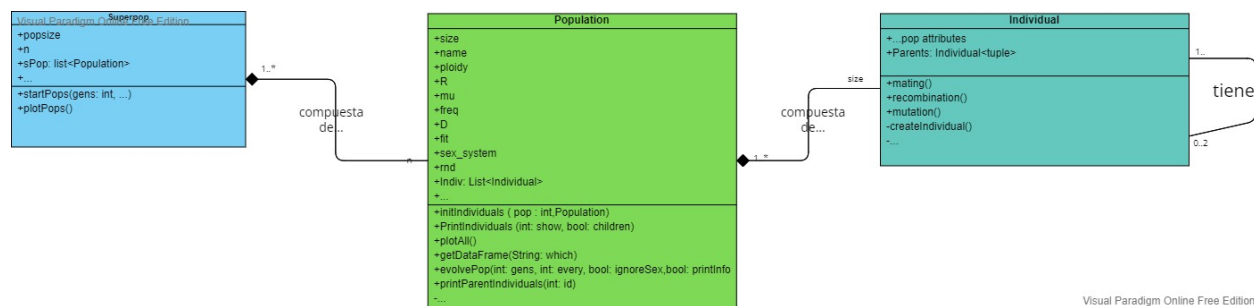 Visual Paradigm Online Free Edition
Superpop
+popsize
+n
+sPop: list<Population>
+...
+startPops(gens: int, ...)
+plotPops()
1..*
compuesta
de...
n
Population
+size
+name
+ploidy
+R
+mu
+freq
+D
+fit
+sex_system
+rnd
+Indiv: List<Individual>
+...
+initIndividuals ( pop : int,Population)
+PrintIndividuals (int: show, bool: children)
+plotAll()
+getDataFrame(String: which)
+evolvePop(int: gens, int: every, bool: ignoreSex,bool: printInfo
+printParentIndividuals(int: id)
-...
1..*
compuesta
de...
size
Individual
+...pop attributes
+Parents: Individual<tuple>
+mating()
+recombination()
+mutation()
-createIndividual()
-...
1..
tiene
0..2
Visual Paradigm Online Free Edition